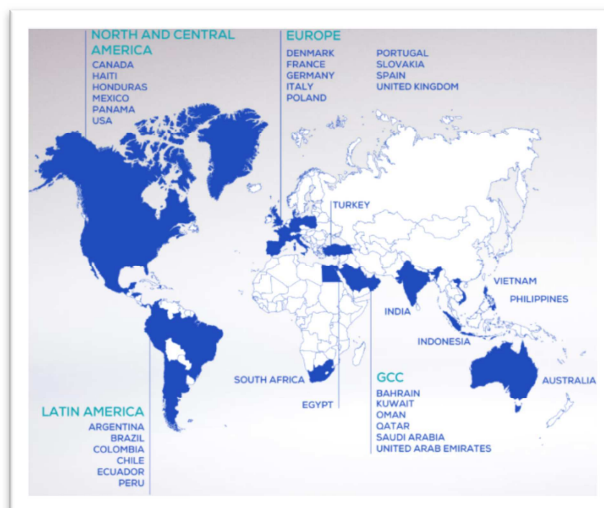 NORTH AND CENTRAL
AMERICA
CANADA
HAITI
HONDURAS
MEXICO
PANAMA
USA
EUROPE
DENMARK
FRANCE
GERMANY
ITALY
POLAND
PORTUGAL
SLOVAKIA
SPAIN
UNITED KINGDOM
TURKEY
VIETNAM
PHILIPPINES
INDIA
INDONESIA
SOUTH AFRICA
AUSTRALIA
EGYPT
GCC
BAHRAIN
KUWAIT
OMAN
QATAR
SAUDI ARABIA
UNITED ARAB EMIRATES
LATIN AMERICA
ARGENTINA
BRAZIL
COLOMBIA
CHILE
ECUADOR
PERU